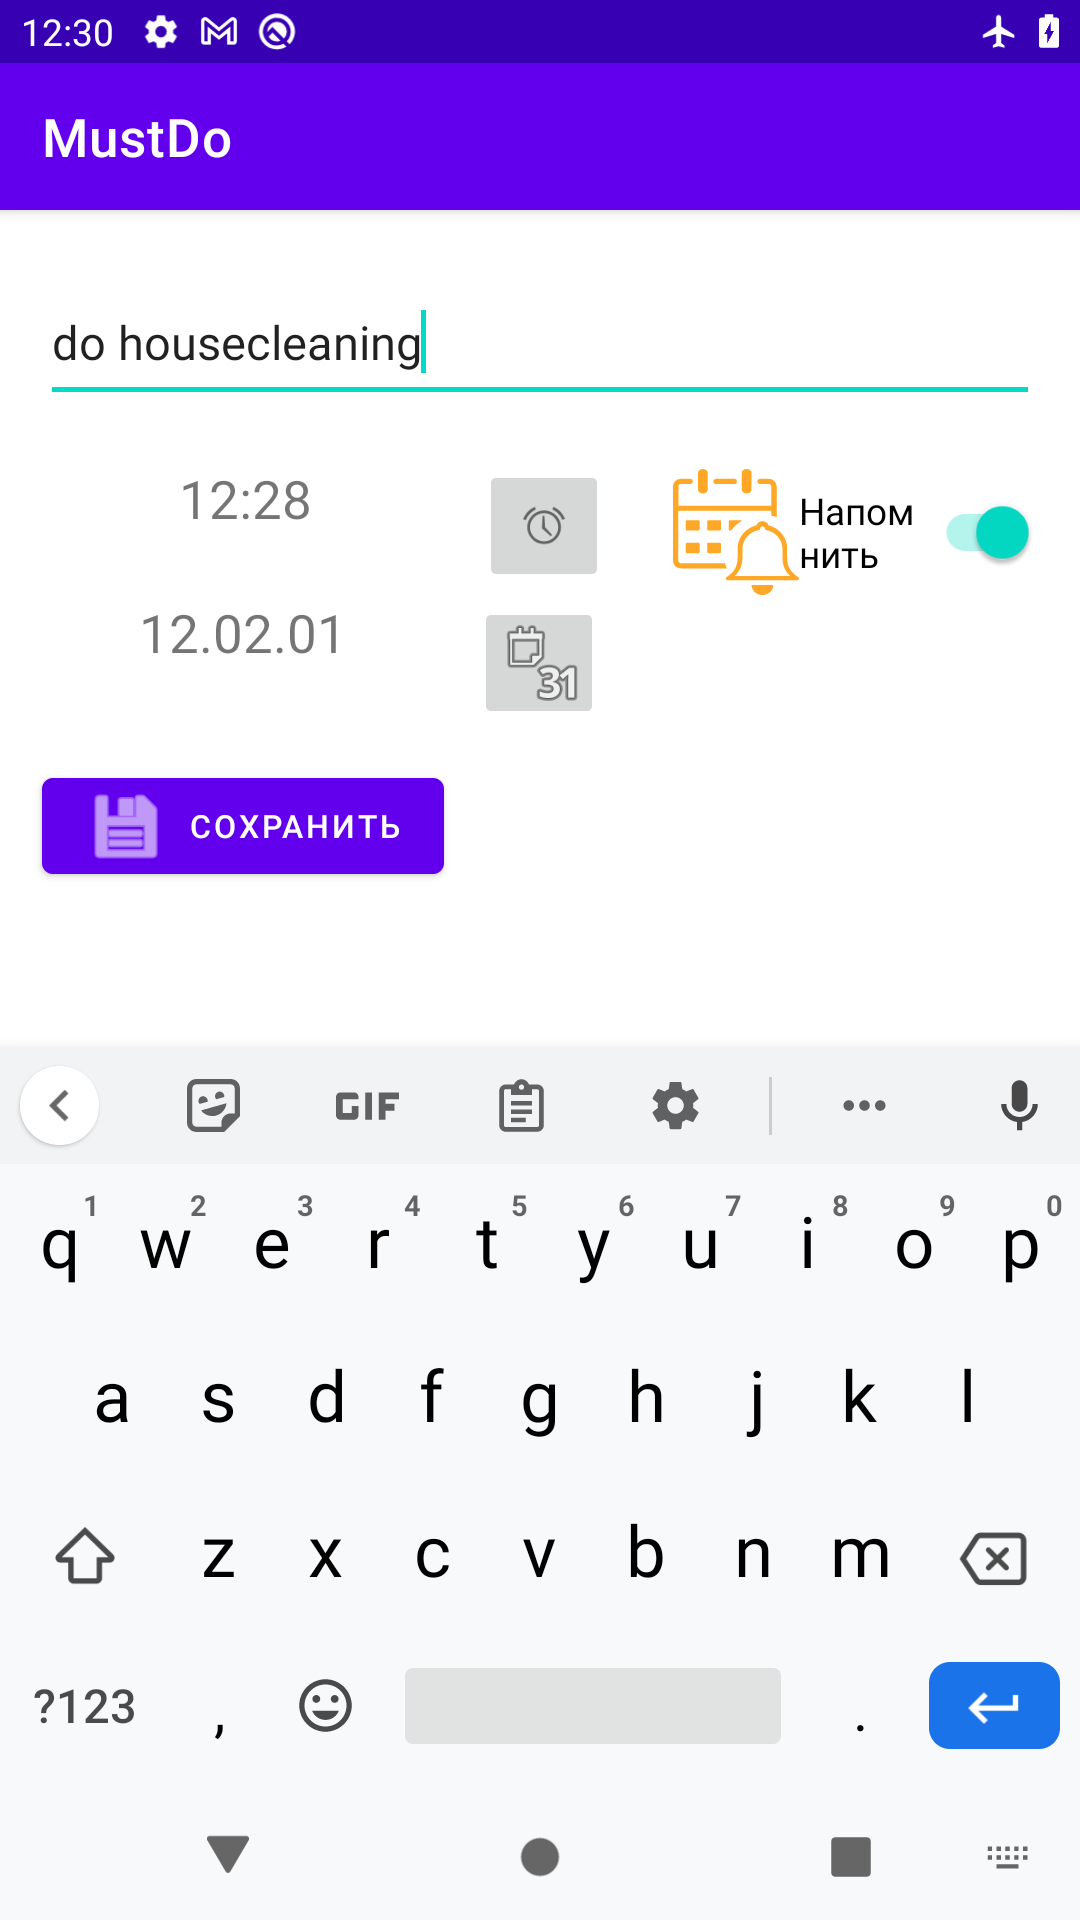 12:30
MustDo
do housecleaning
12:28
Напом
нить
12.02.01
31
СОХРАНИТЬ
GIF
1 2 3 4 5 6 7 8 9 0
q w e r t y u i o p
a s d f g h j k l
z x c v b n m
?123 , .